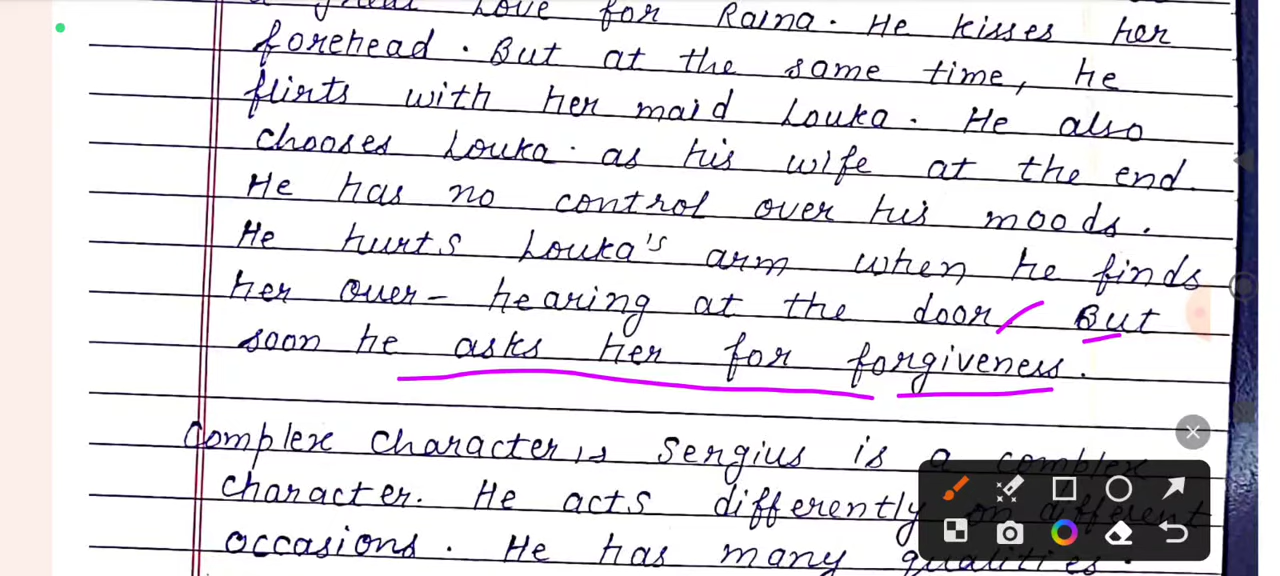 great Love for Raina. He kisses her
forehead. But at the same time, he
flirts with her maid Louka. He also
chooses Louka. as his wife at the end.
He has no control over his moods.
He hurts Louka's arm when he finds
her over-hearing at the door But
soon he asks her for forgiveness.
Complex Character:, Sergius is a complex
character. He acts differently on different
occasions. He has many qualities.